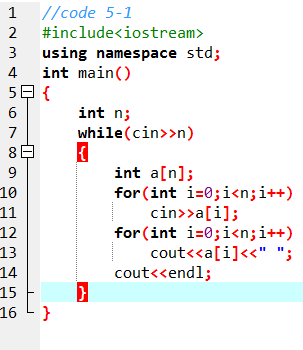 1 //code 5-1
2 #include<iostream>
3 using namespace std;
4 int main()
5 {
6 int n;
7 while(cin>>n)
8 {
9 int a[n];
10 for(int i=0;i<n;i++)
11 cin>>a[i];
12 for(int i=0;i<n;i++)
13 cout<<a[i]<<" ";
14 cout<<endl;
15 }
16 }